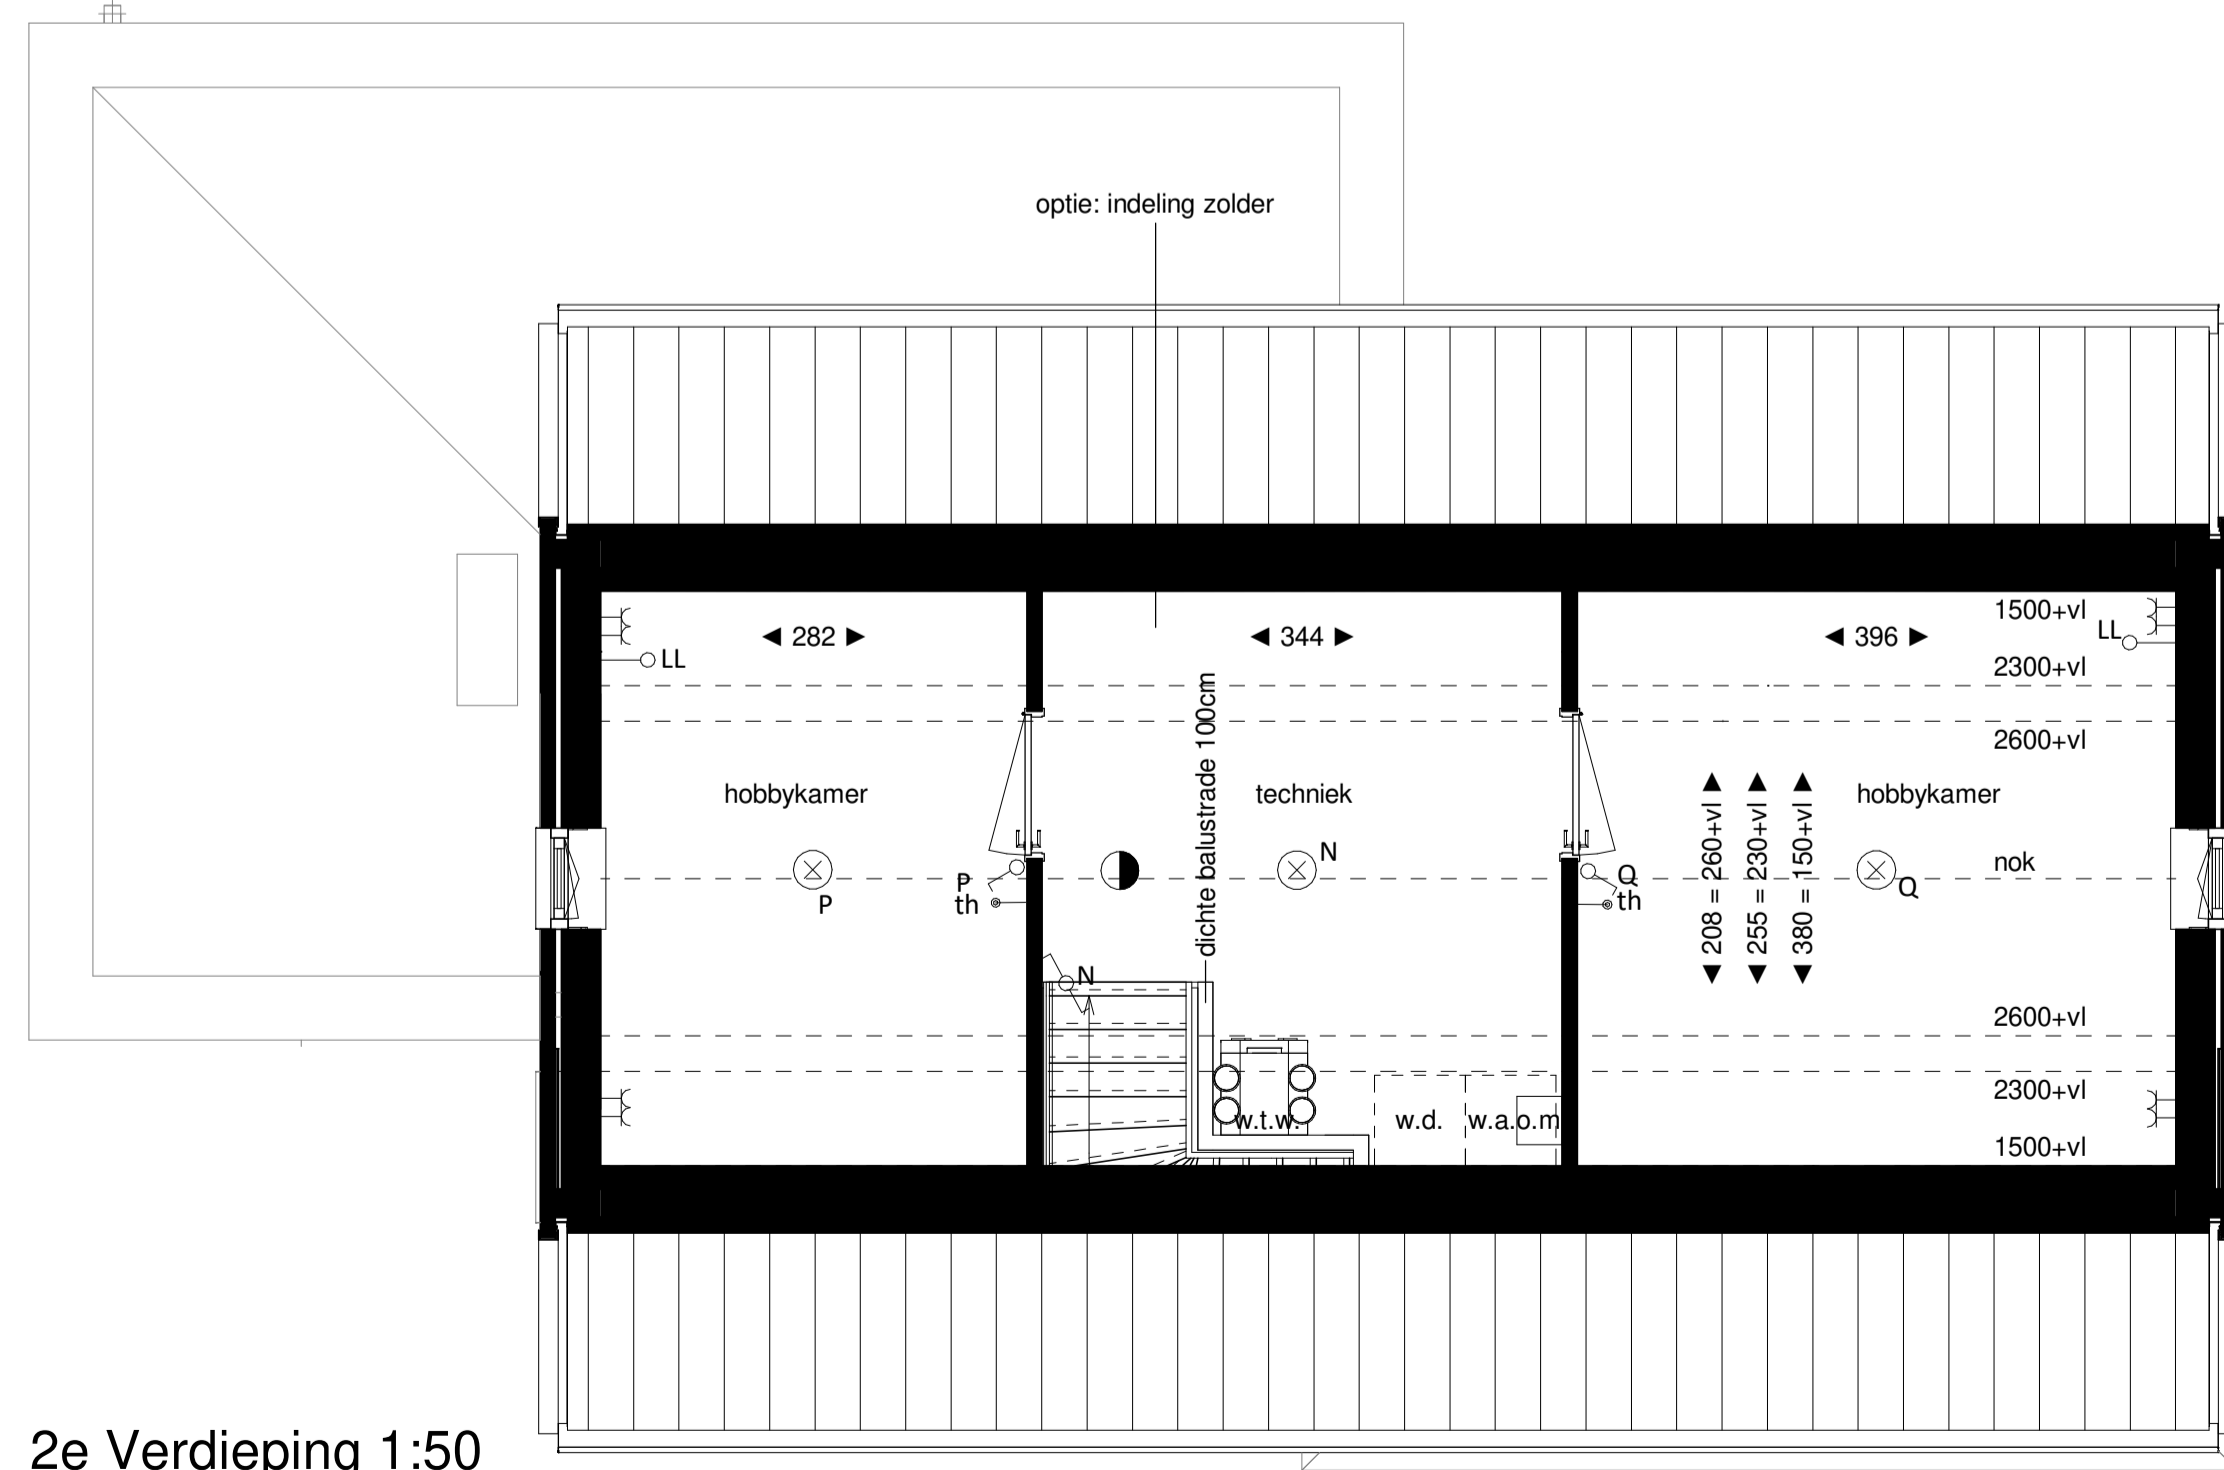 optie: indeling zolder
◄ 282 ►
◄ 344 ►
◄ 396 ►
1500+vl
LL
LL
2300+vl
2600+vl
dichte balustrade 100cm
hobbykamer
techniek
hobbykamer
◄ 208 = 260+vl ►
◄ 255 = 230+vl ►
◄ 380 = 150+vl ►
N
nok
P
P
th
Q
th
Q
N
2600+vl
2300+vl
w.t.w.
w.d.
w.a.o.m
1500+vl
2e Verdieping 1:50